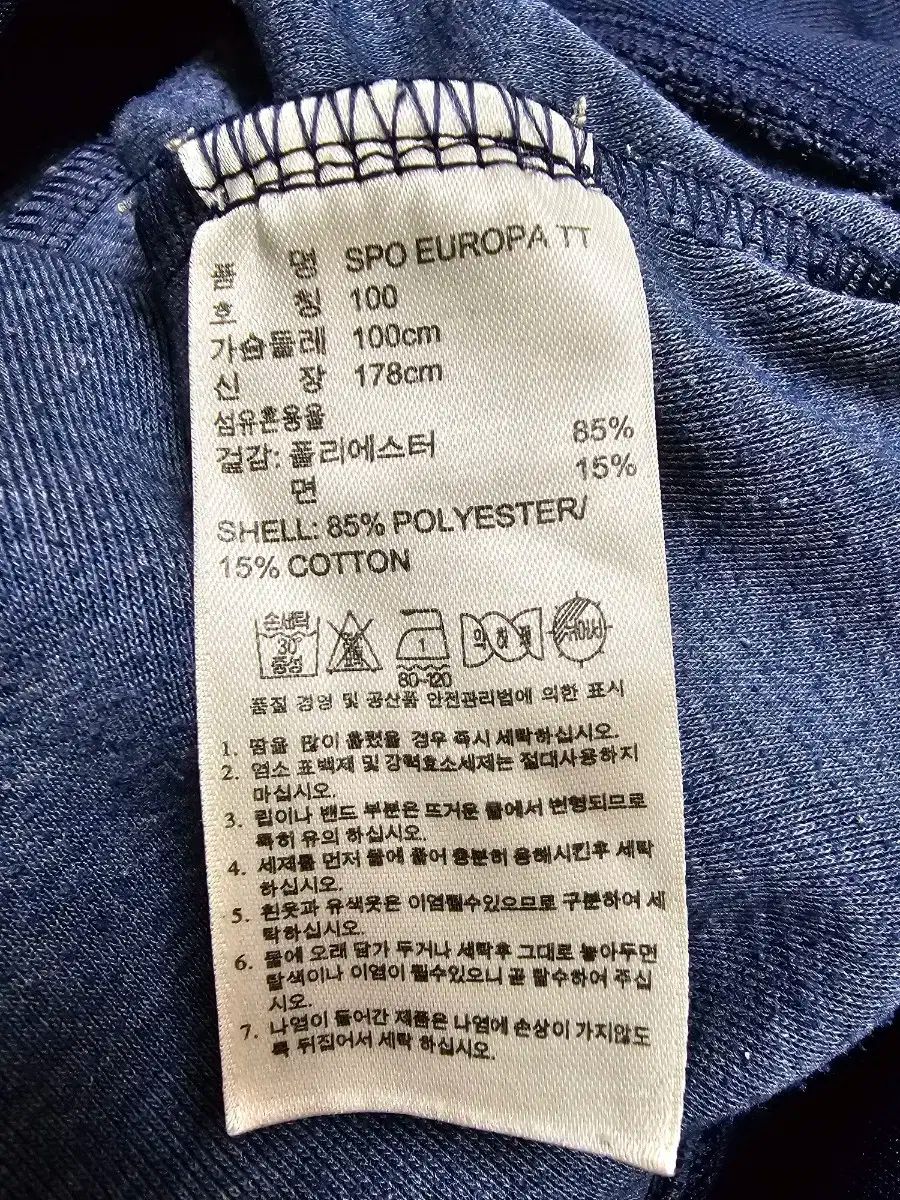 품 명 SPO EUROPA TT
호 칭 100
가슴둘레 100cm
신 장 178cm
섬유혼용율
겉감: 폴리에스터 85%
면 15%
SHELL: 85% POLYESTER/
15% COTTON
손세탁
30°
중성
1
80-120
품질 경영 및 공산품 안전관리법에 의한 표시
1. 땀을 많이 흘렸을 경우 즉시 세탁하십시오.
2. 염소 표백제 및 강력효소세제는 절대사용하지
마십시오.
3. 립이나 밴드 부분은 뜨거운 물에서 변형되므로
특히 유의 하십시오.
4. 세제를 먼저 물에 풀어 충분히 용해시킨후 세탁
하십시오.
5. 흰옷과 유색옷은 이염될수있으므로 구분하여 세
탁하십시오.
6. 물에 오래 담가 두거나 세탁후 그대로 놓아두면
탈색이나 이염이 될수있으니 곧 탈수하여 주십
시오.
7. 나염이 들어간 제품은 나염에 손상이 가지않도
록 뒤집어서 세탁 하십시오.